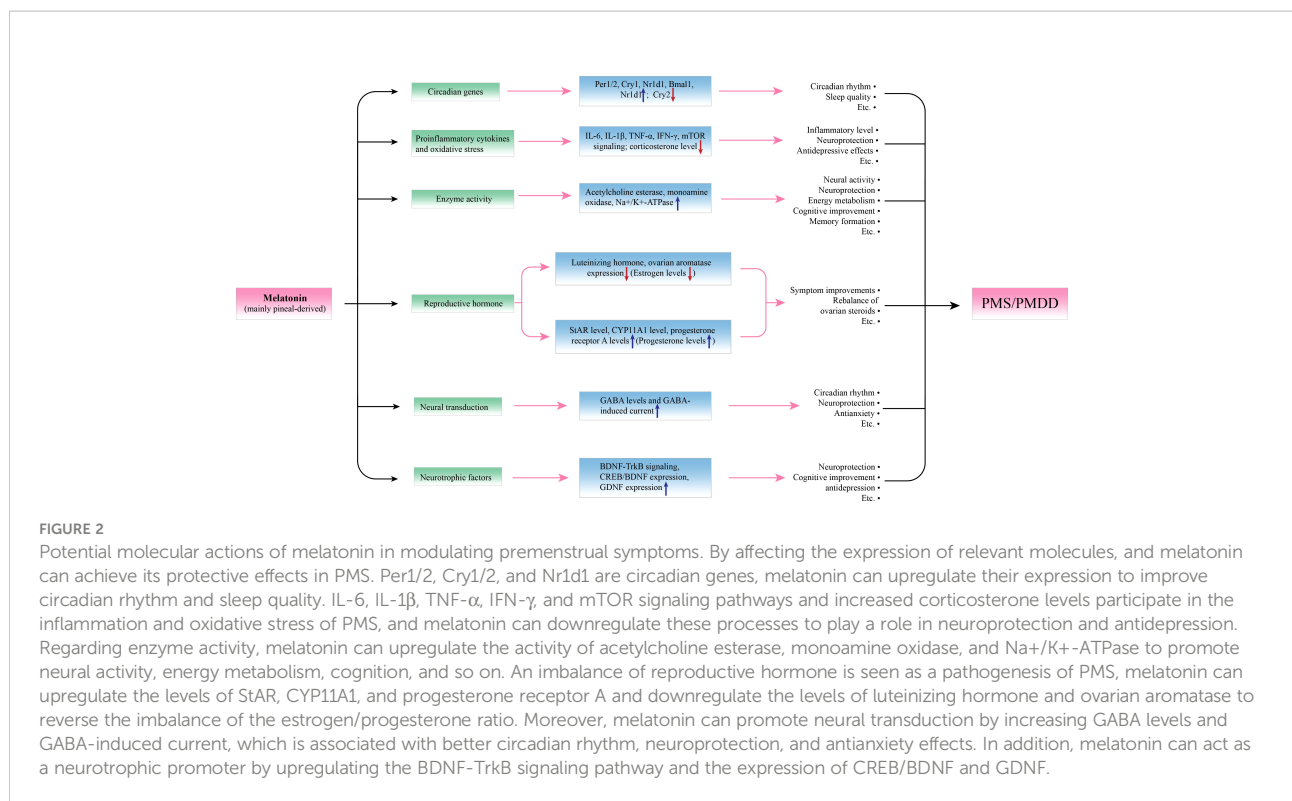 Circadian genes
Per1/2, Cry1, Nr1d1, Bmal1,
Nr1d1↑; Cry2↓
Circadian rhythm •
Sleep quality •
Etc. •
Proinflammatory cytokines
and oxidative stress
IL-6, IL-1β, TNF-α, IFN-γ, mTOR
signaling; corticosterone level↓
Inflammatory level •
Neuroprotection •
Antidepressive effects •
Etc. •
Enzyme activity
Acetylcholine esterase, monoamine
oxidase, Na+/K+-ATPase↑
Neural activity •
Neuroprotection •
Energy metabolism •
Cognitive improvement •
Memory formation •
Etc. •
Melatonin
(mainly pineal-derived)
Reproductive hormone
Luteinizing hormone, ovarian aromatase
expression↓(Estrogen levels↓)
StAR level, CYP11A1 level, progesterone
receptor A levels↑(Progesterone levels↑)
Symptom improvements •
Rebalance of •
ovarian steroids
Etc. •
PMS/PMDD
Neural transduction
GABA levels and GABA-
induced current↑
Circadian rhythm •
Neuroprotection •
Antianxiety •
Etc. •
Neurotrophic factors
BDNF-TrkB signaling,
CREB/BDNF expression,
GDNF expression↑
Neuroprotection •
Cognitive improvement •
antidepression •
Etc. •
FIGURE 2
Potential molecular actions of melatonin in modulating premenstrual symptoms. By affecting the expression of relevant molecules, and melatonin
can achieve its protective effects in PMS. Per1/2, Cry1/2, and Nr1d1 are circadian genes, melatonin can upregulate their expression to improve
circadian rhythm and sleep quality. IL-6, IL-1β, TNF-α, IFN-γ, and mTOR signaling pathways and increased corticosterone levels participate in the
inflammation and oxidative stress of PMS, and melatonin can downregulate these processes to play a role in neuroprotection and antidepression.
Regarding enzyme activity, melatonin can upregulate the activity of acetylcholine esterase, monoamine oxidase, and Na+/K+-ATPase to promote
neural activity, energy metabolism, cognition, and so on. An imbalance of reproductive hormone is seen as a pathogenesis of PMS, melatonin can
upregulate the levels of StAR, CYP11A1, and progesterone receptor A and downregulate the levels of luteinizing hormone and ovarian aromatase to
reverse the imbalance of the estrogen/progesterone ratio. Moreover, melatonin can promote neural transduction by increasing GABA levels and
GABA-induced current, which is associated with better circadian rhythm, neuroprotection, and antianxiety effects. In addition, melatonin can act as
a neurotrophic promoter by upregulating the BDNF-TrkB signaling pathway and the expression of CREB/BDNF and GDNF.